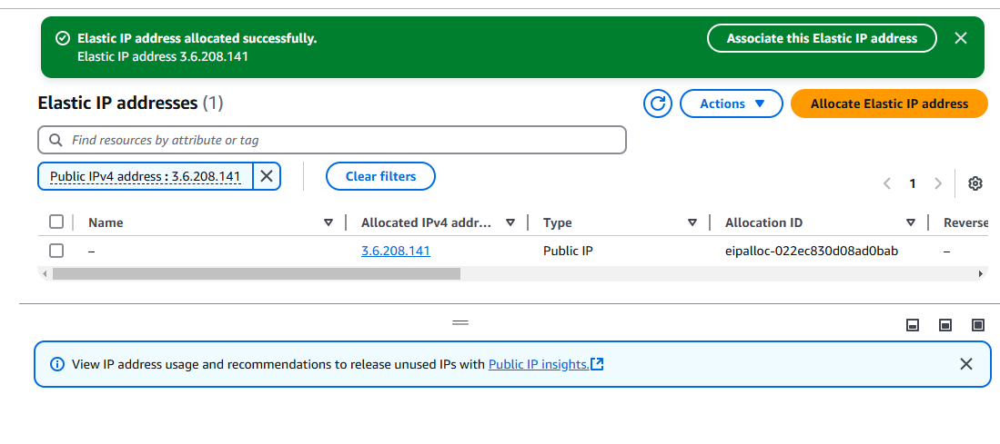 Elastic IP address allocated successfully.
Elastic IP address 3.6.208.141
Associate this Elastic IP address
Elastic IP addresses (1)
Actions
Allocate Elastic IP address
Find resources by attribute or tag
Public IPv4 address : 3.6.208.141
Clear filters
1
Name Allocated IPv4 addr... Type Allocation ID Reverse
– 3.6.208.141 Public IP eipalloc-022ec830d08ad0bab –
View IP address usage and recommendations to release unused IPs with Public IP insights.